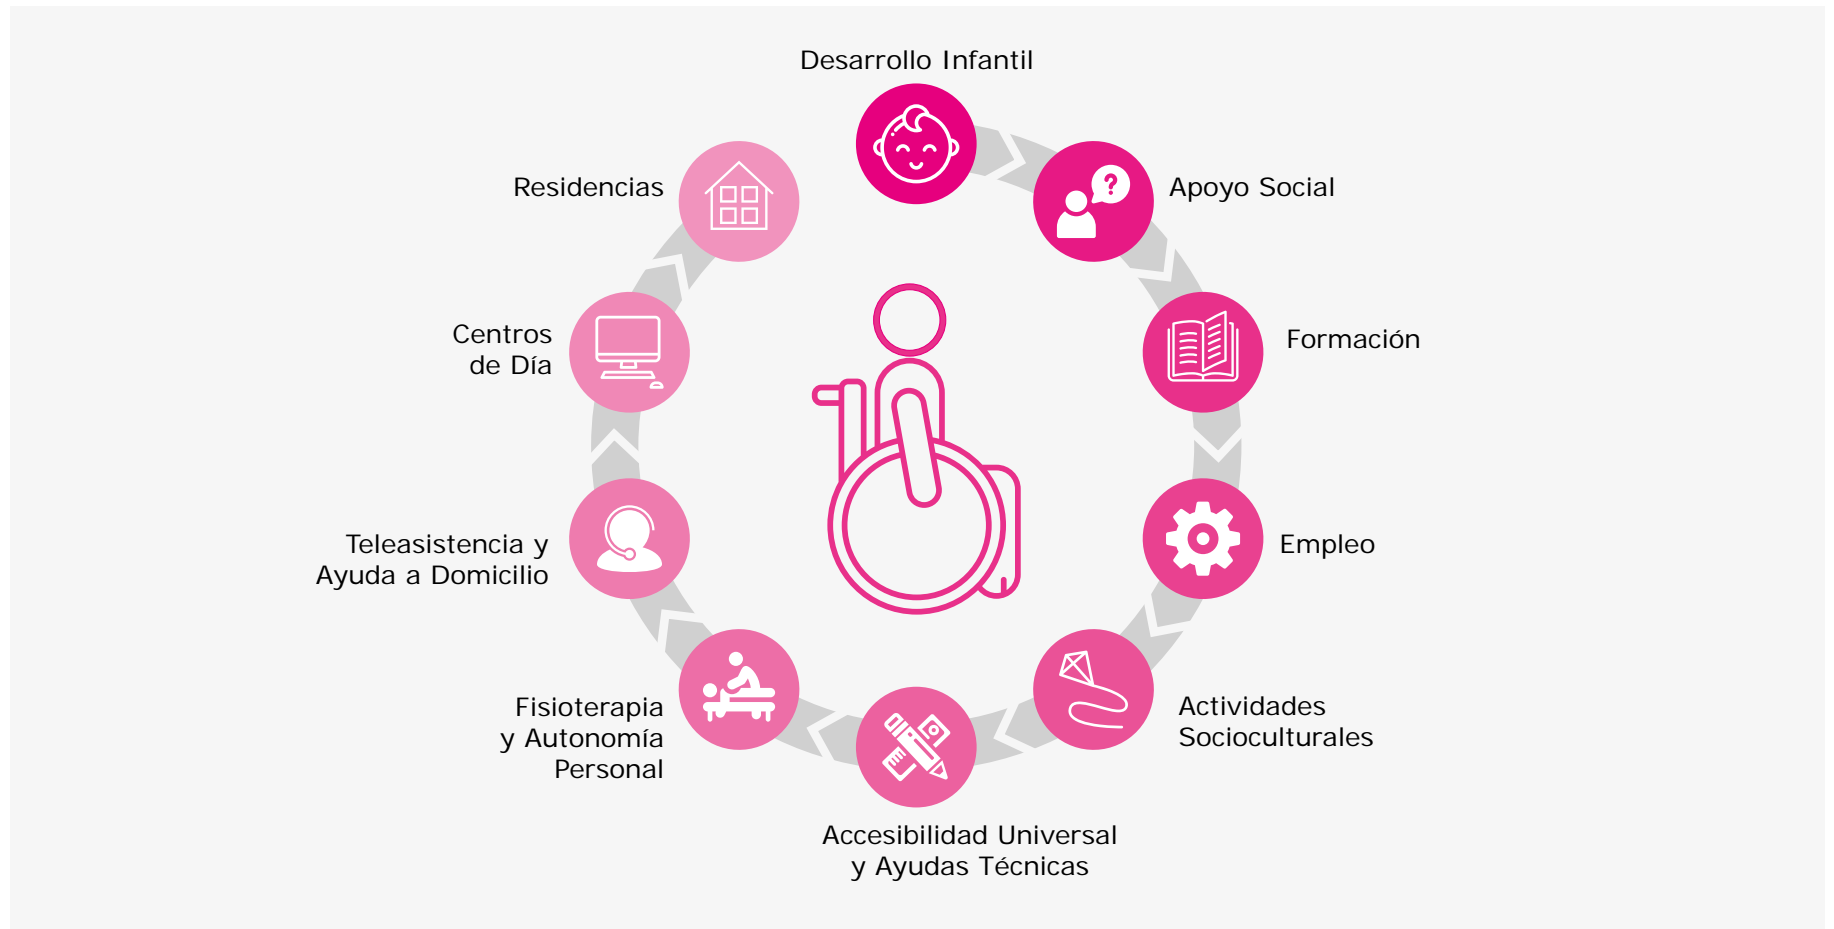 Desarrollo Infantil
Apoyo Social
Formación
Empleo
Actividades
Socioculturales
Accesibilidad Universal
y Ayudas Técnicas
Fisioterapia
y Autonomía
Personal
Teleasistencia y
Ayuda a Domicilio
Centros
de Día
Residencias
?